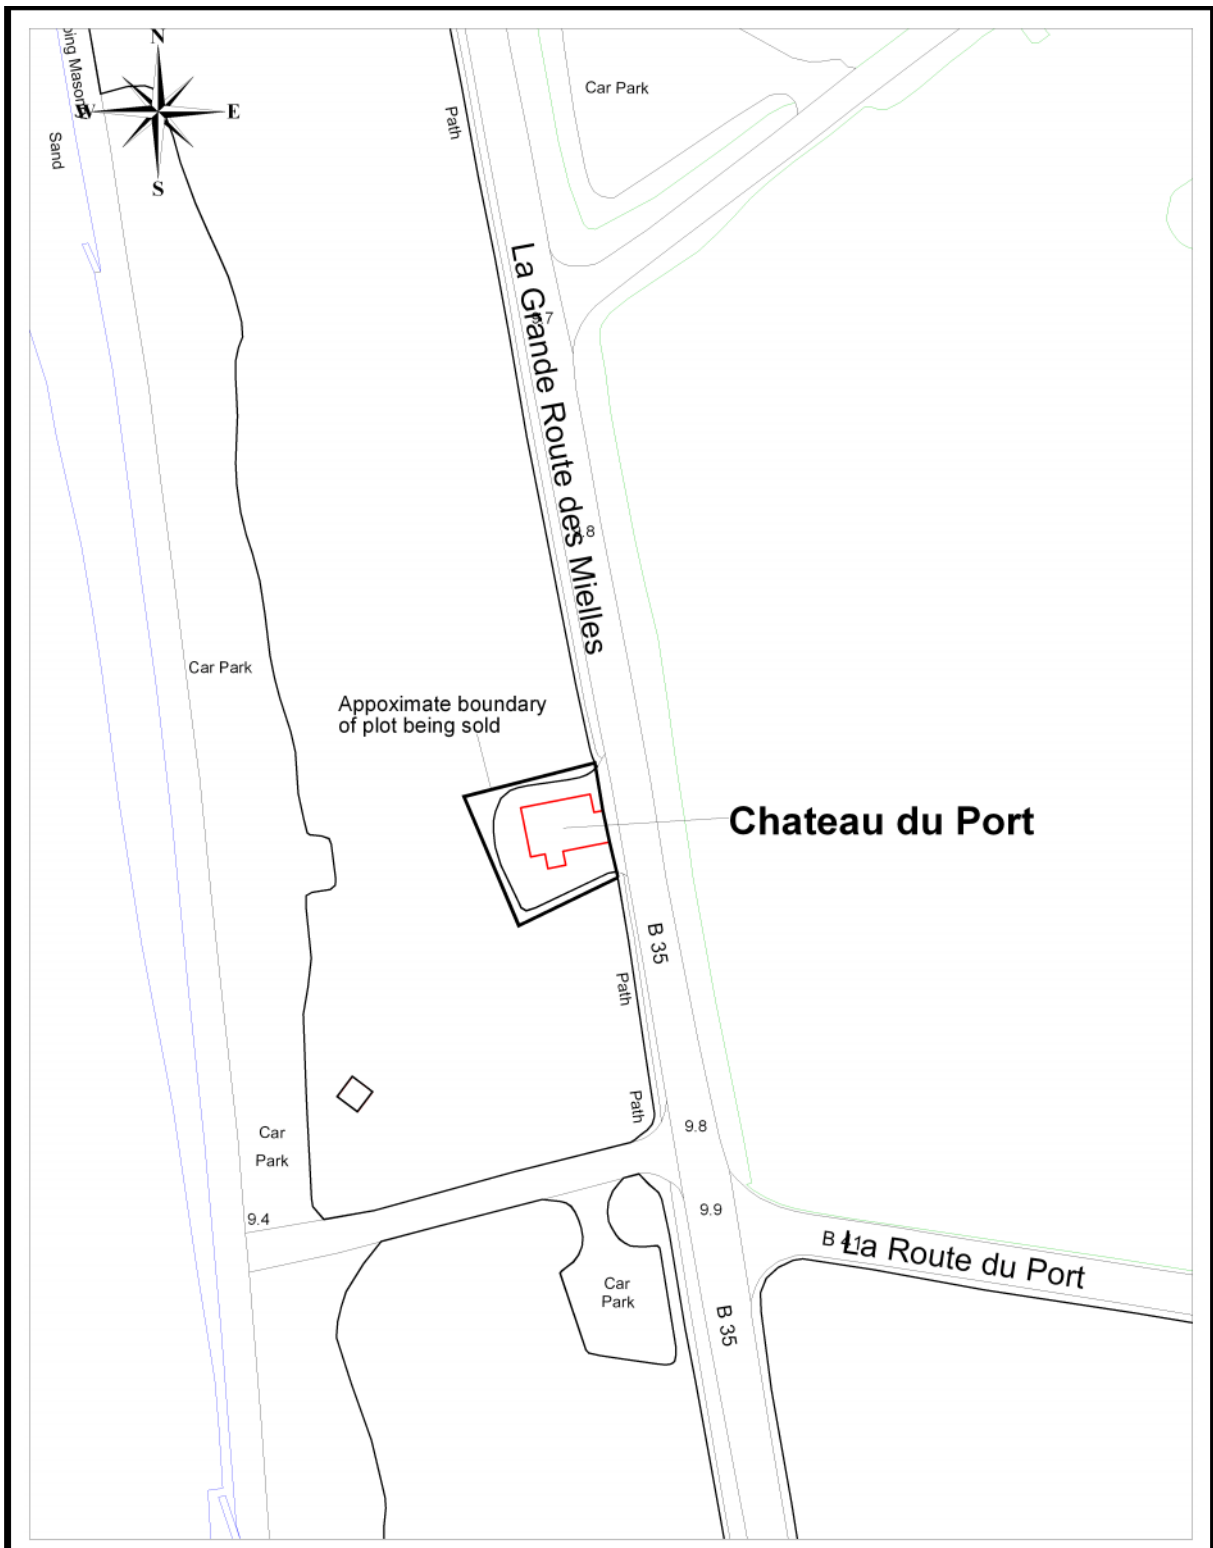 N
W
E
S
Sand
Path
Car Park
La Grande Route des Mielles
Car Park
Appoximate boundary
of plot being sold
Chateau du Port
B 35
Path
Path
9.8
Car
Park
9.4
9.9
B 41
La Route du Port
Car
Park
B 35